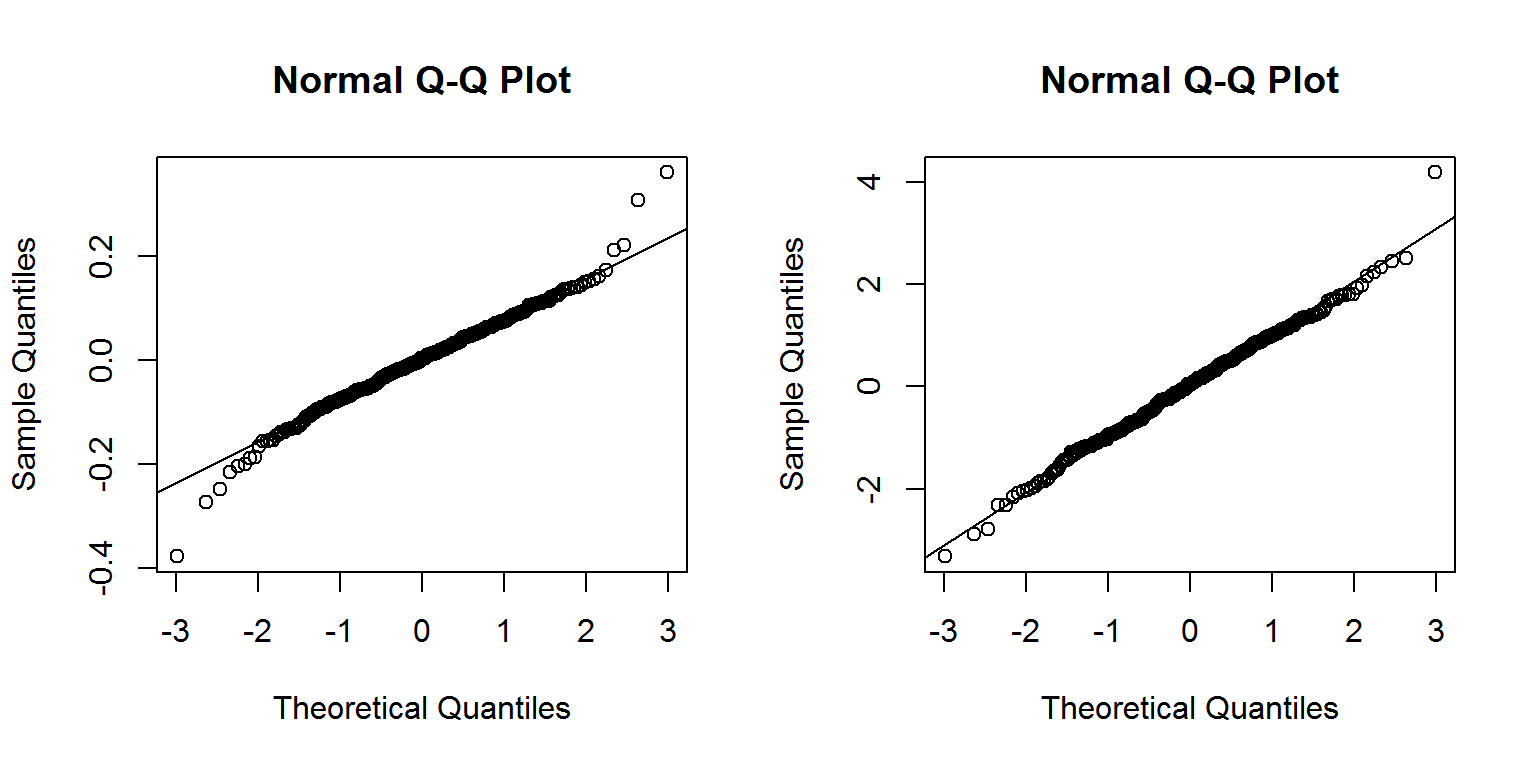 Normal Q-Q Plot
Sample Quantiles
0.2
0.0
-0.2
-0.4
-3 -2 -1 0 1 2 3
Theoretical Quantiles
Normal Q-Q Plot
Sample Quantiles
4
2
0
-2
-3 -2 -1 0 1 2 3
Theoretical Quantiles